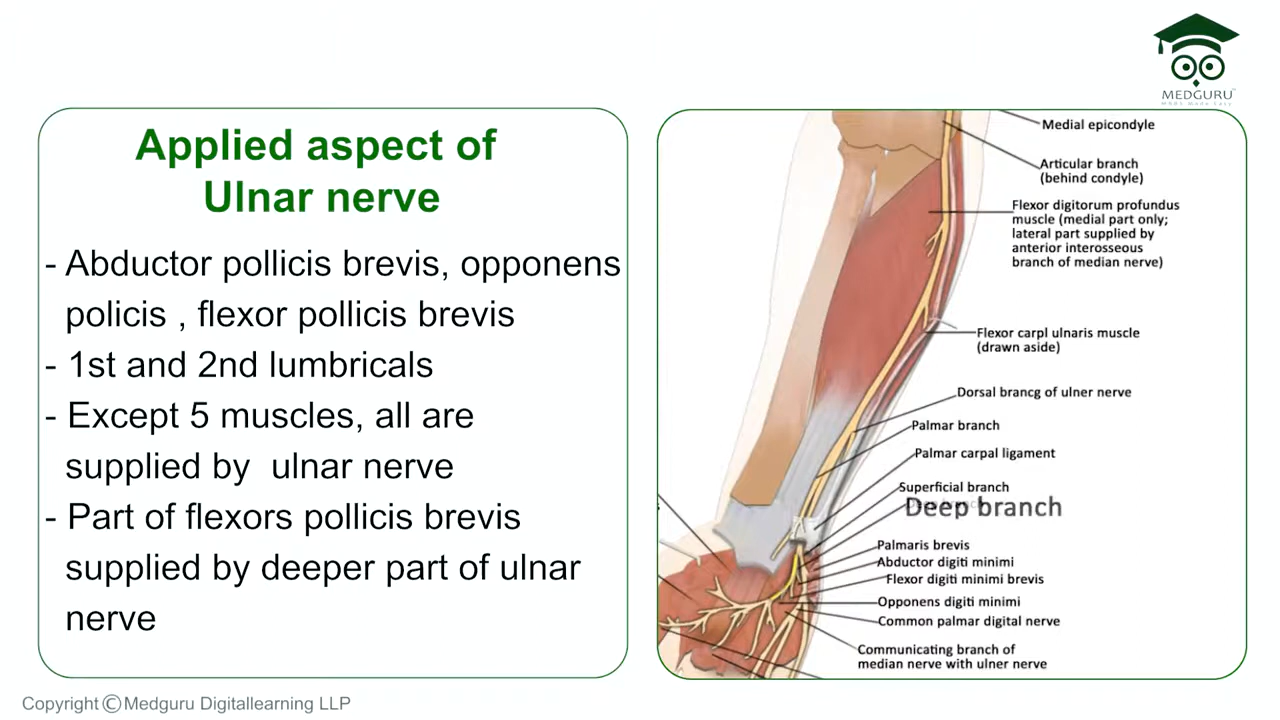 MEDGURU
Applied aspect of
Ulnar nerve
- Abductor pollicis brevis, opponens
policis , flexor pollicis brevis
- 1st and 2nd lumbricals
- Except 5 muscles, all are
supplied by ulnar nerve
- Part of flexors pollicis brevis
supplied by deeper part of ulnar
nerve
Medial epicondyle
Articular branch
(behind condyle)
Flexor digitorum profundus
muscle (medial part only;
lateral part supplied by
anterior interosseous
branch of median nerve)
Flexor carpl ulnaris muscle
(drawn aside)
Dorsal brancg of ulner nerve
Palmar branch
Palmar carpal ligament
Superficial branch
Deep branch
Palmaris brevis
Abductor digiti minimi
Flexor digiti minimi brevis
Opponens digiti minimi
Common palmar digital nerve
Communicating branch of
median nerve with ulner nerve
Copyright © Medguru Digitallearning LLP